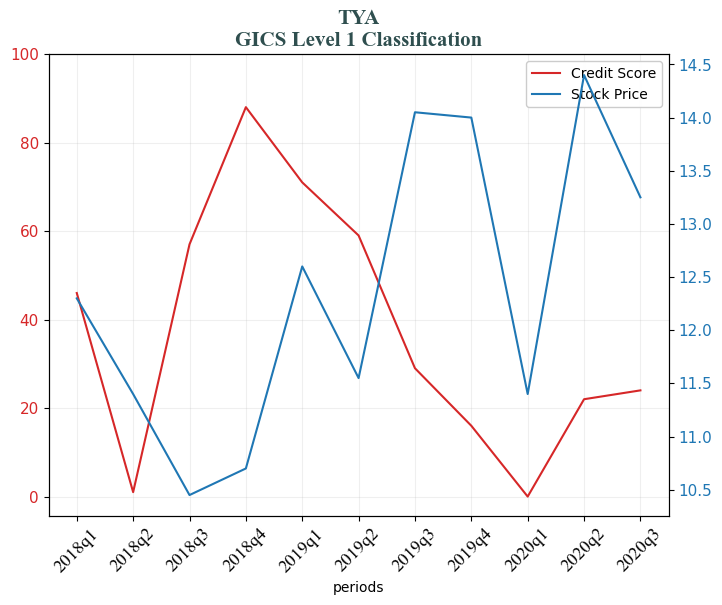 TYA
GICS Level 1 Classification
Credit Score
Stock Price
100
80
60
40
20
0
14.5
14.0
13.5
13.0
12.5
12.0
11.5
11.0
10.5
2018q1
2018q2
2018q3
2018q4
2019q1
2019q2
2019q3
2019q4
2020q1
2020q2
2020q3
periods